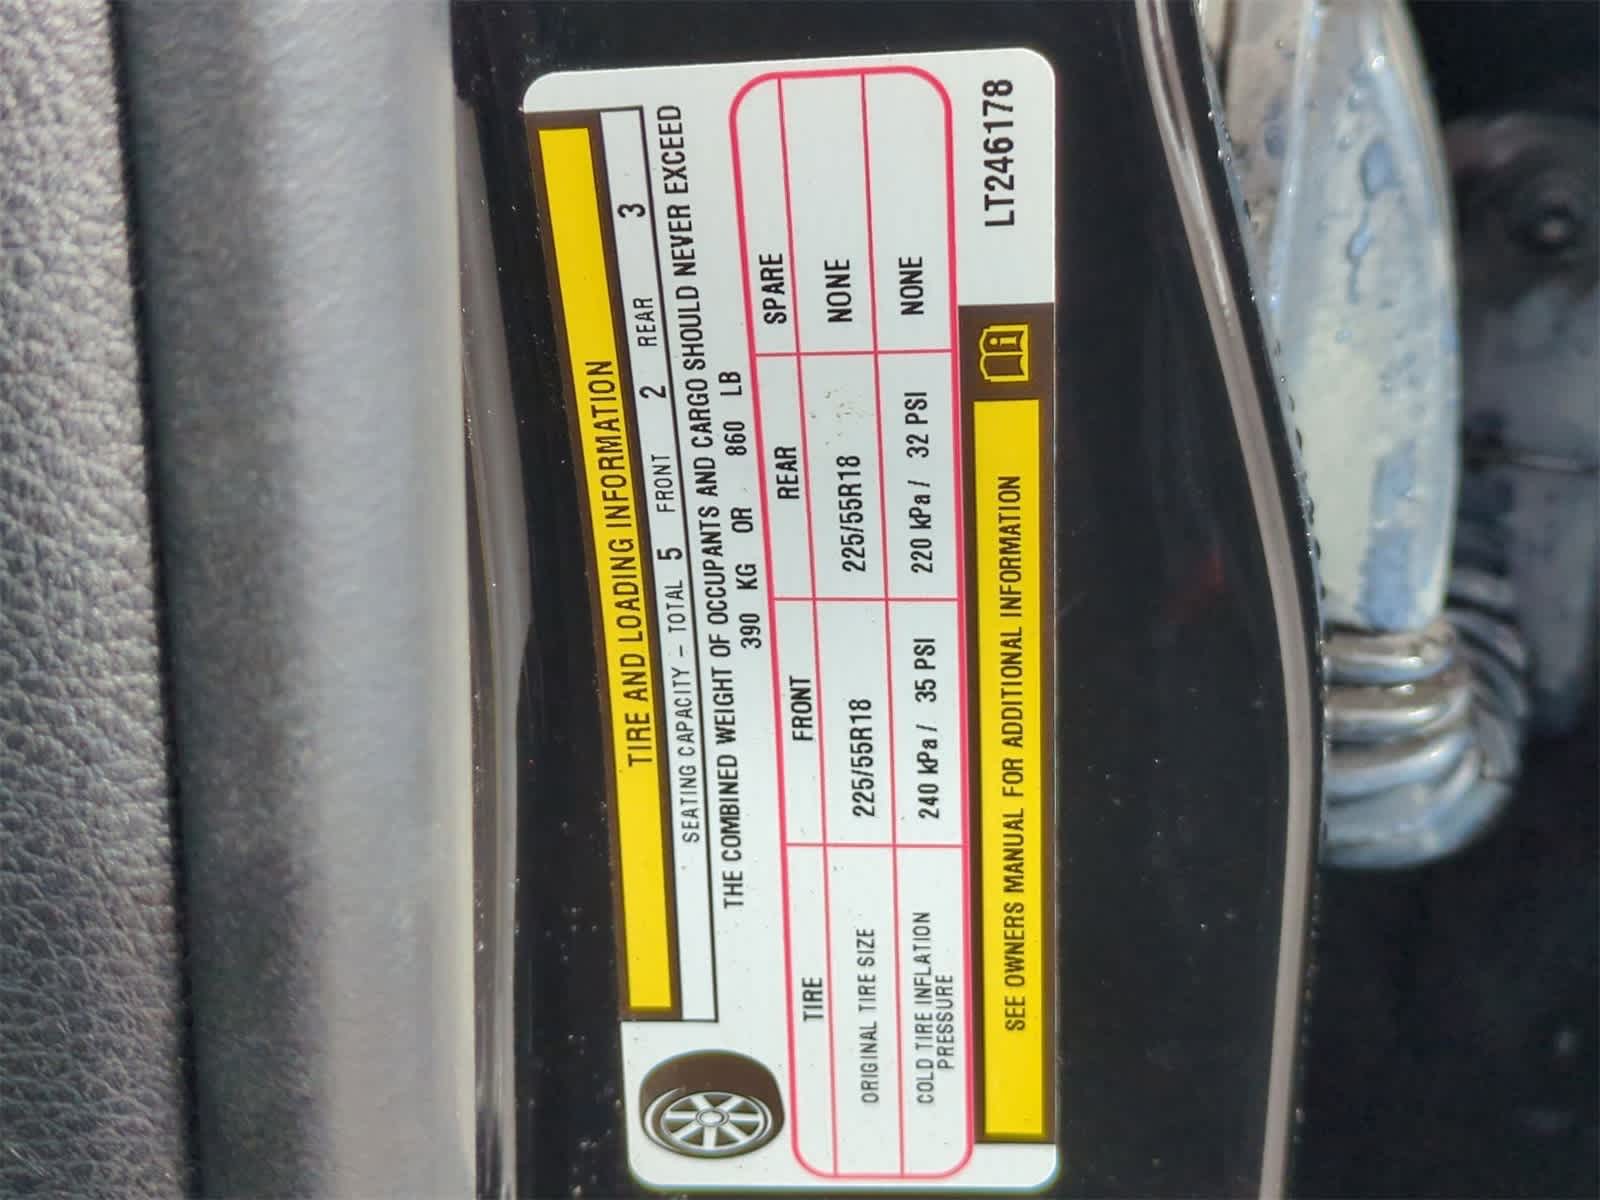 TIRE AND LOADING INFORMATION
SEATING CAPACITY – TOTAL 5 FRONT 2 REAR 3
THE COMBINED WEIGHT OF OCCUPANTS AND CARGO SHOULD NEVER EXCEED
390 KG OR 860 LB
TIRE FRONT REAR SPARE
ORIGINAL TIRE SIZE 225/55R18 225/55R18 NONE
COLD TIRE INFLATION PRESSURE 240 kPa / 35 PSI 220 kPa / 32 PSI NONE
SEE OWNERS MANUAL FOR ADDITIONAL INFORMATION
LT246178